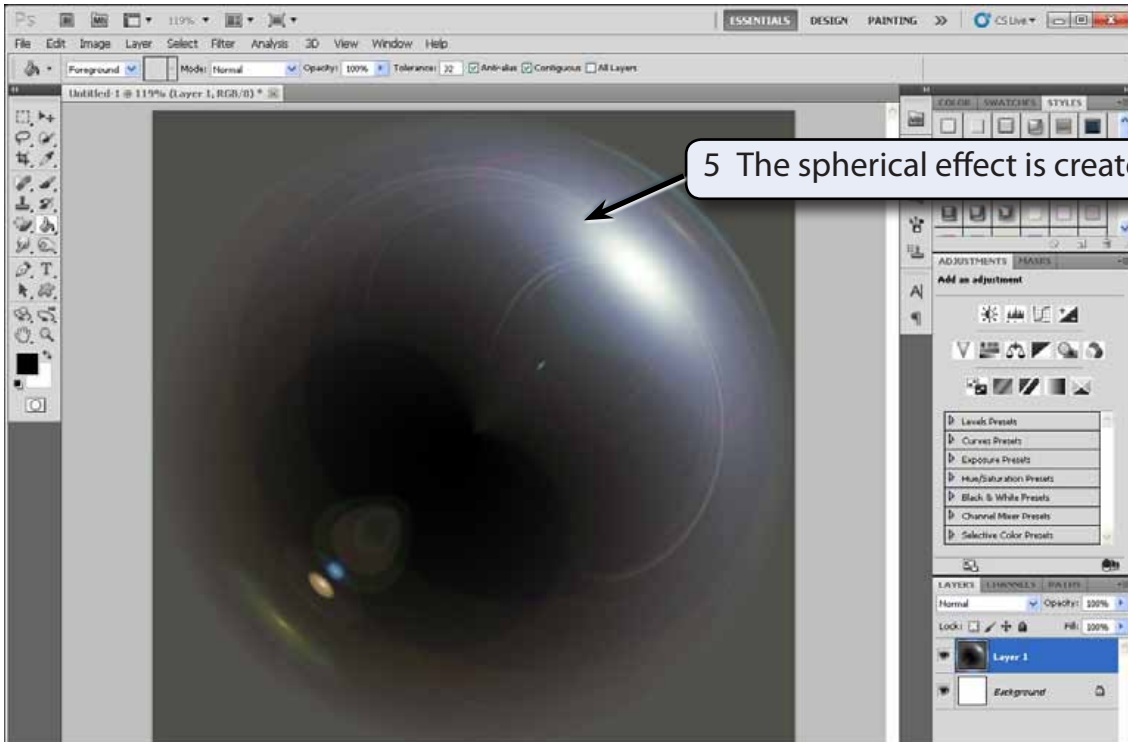 Ps Br Mb 119% ESSENTIALS DESIGN PAINTING >> CS Live
File Edit Image Layer Select Filter Analysis 3D View Window Help
Foreground Mode: Normal Opacity: 100% Tolerance: 32 Anti-alias Contiguous All Layers
Untitled-1 @ 119% (Layer 1, RGB/8) *
COLOR SWATCHES STYLES
5 The spherical effect is create
ADJUSTMENTS MASKS
Add an adjustment
Levels Presets
Curves Presets
Exposure Presets
Hue/Saturation Presets
Black & White Presets
Channel Mixer Presets
Selective Color Presets
LAYERS CHANNELS PATHS
Normal Opacity: 100%
Lock: Fill: 100%
Layer 1
Background